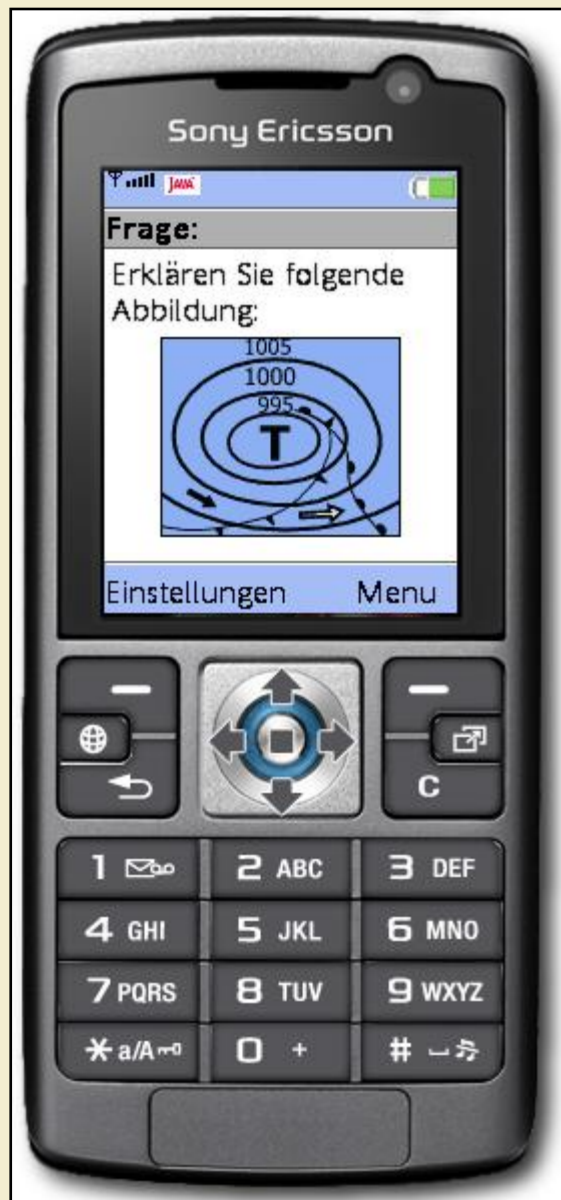 Sony Ericsson
JAVA
Frage:
Erklären Sie folgende
Abbildung:
1005
1000
995
T
Einstellungen Menu
C
1 2 ABC 3 DEF
4 GHI 5 JKL 6 MNO
7 PQRS 8 TUV 9 WXYZ
* a/A 0 + #